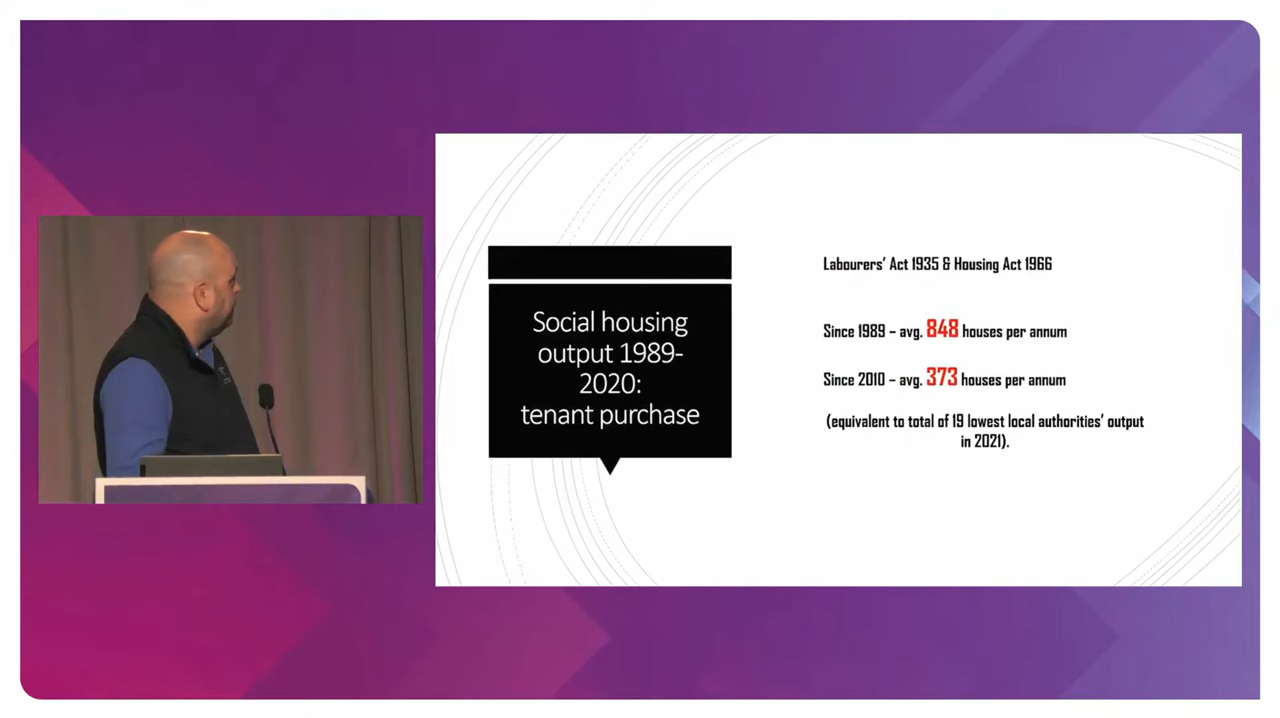 Social housing
output 1989-
2020:
tenant purchase
Labourers' Act 1935 & Housing Act 1966
Since 1989 – avg. 848 houses per annum
Since 2010 – avg. 373 houses per annum
(equivalent to total of 19 lowest local authorities' output
in 2021).